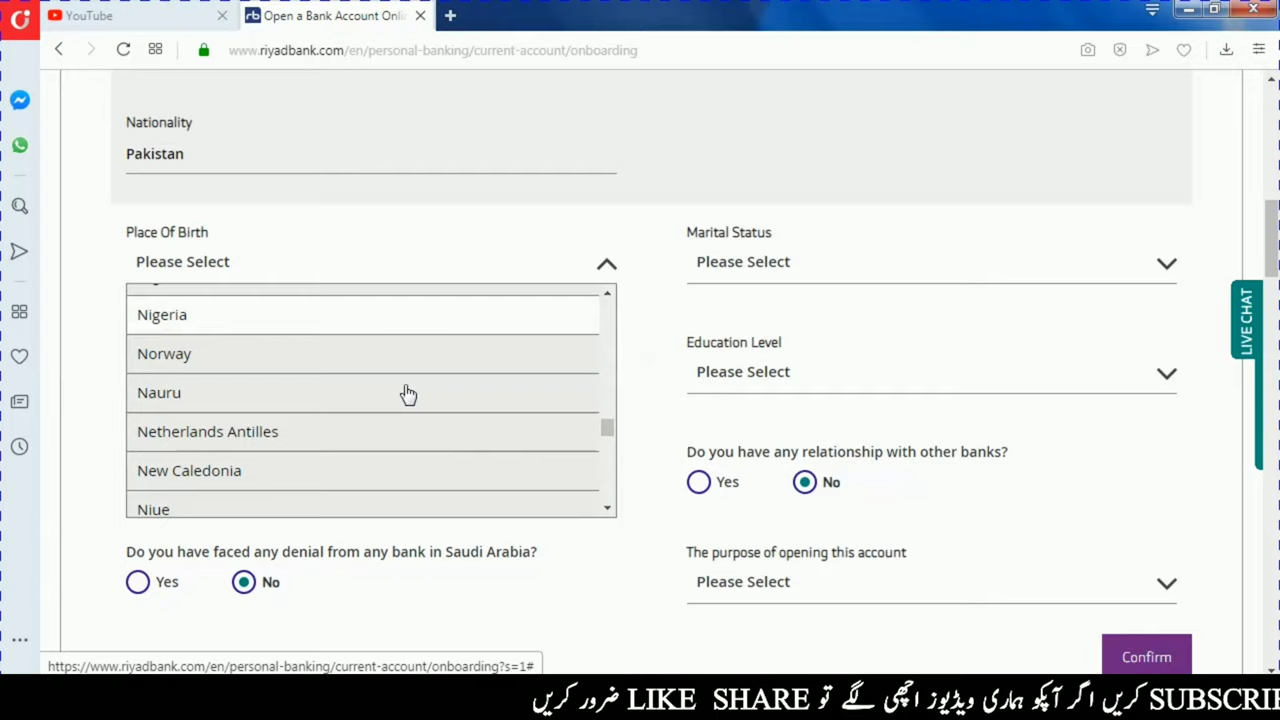 YouTube
rb Open a Bank Account Onli
www.riyadbank.com/en/personal-banking/current-account/onboarding
Nationality
Pakistan
Place Of Birth
Please Select
Nigeria
Norway
Nauru
Netherlands Antilles
New Caledonia
Niue
Marital Status
Please Select
Education Level
Please Select
Do you have any relationship with other banks?
Yes No
Do you have faced any denial from any bank in Saudi Arabia?
Yes No
The purpose of opening this account
Please Select
Confirm
LIVE CHAT
https://www.riyadbank.com/en/personal-banking/current-account/onboarding?s=1#
کریں اگر آپکو ہماری ویڈیوز اچھی لگے تو LIKE SHARE ضرور کریں SUBSCRI